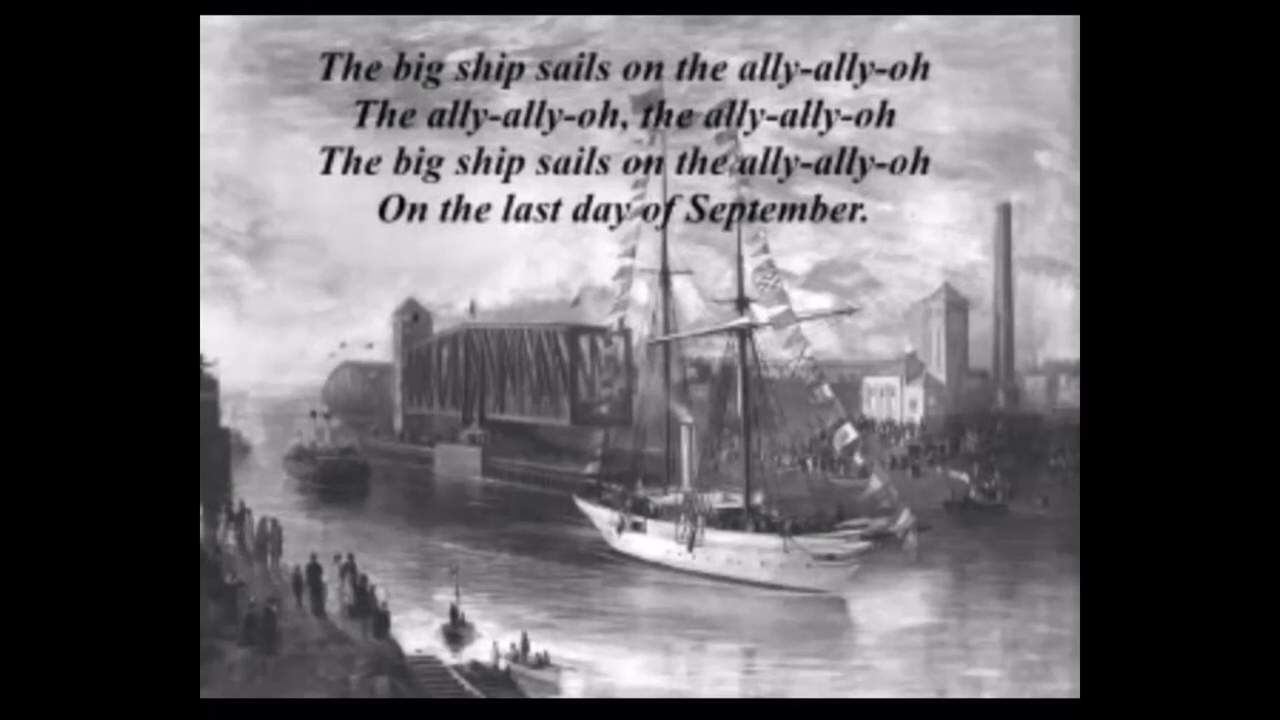 The big ship sails on the ally-ally-oh
The ally-ally-oh, the ally-ally-oh
The big ship sails on the ally-ally-oh
On the last day of September.